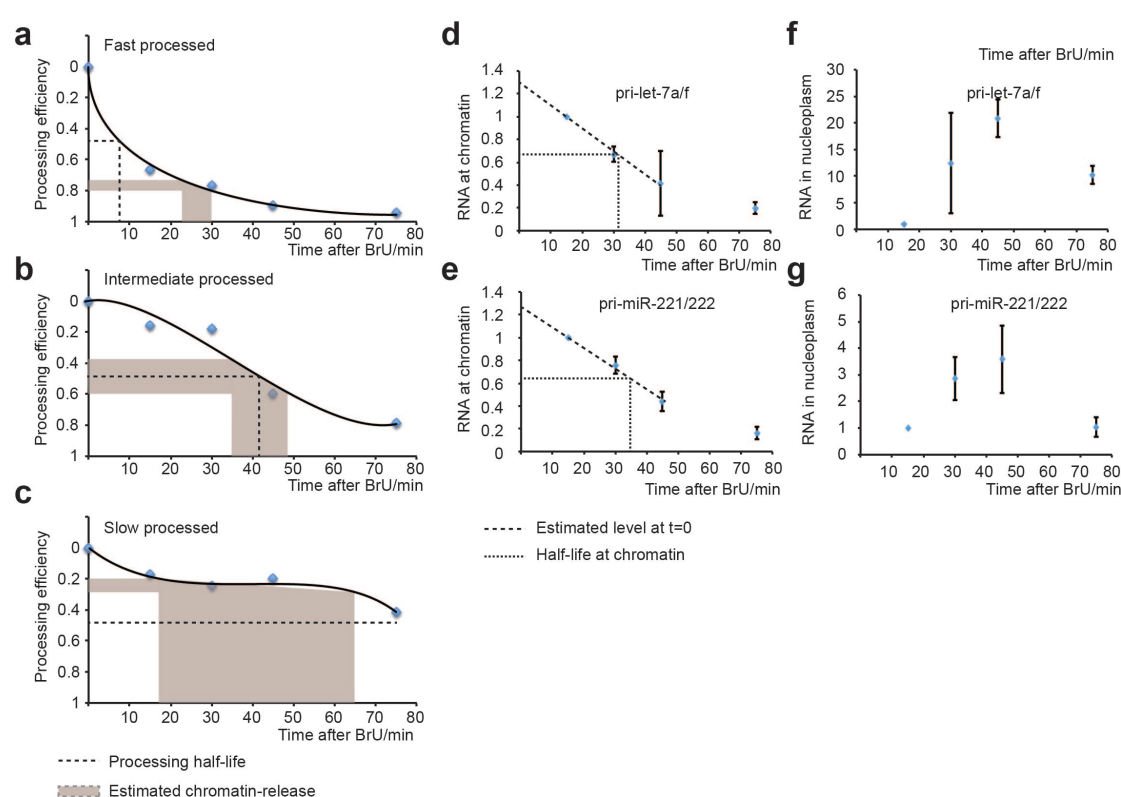 a
Fast processed
Processing efficiency
0
0.2
0.4
0.6
0.8
1
10 20 30 40 50 60 70 80
Time after BrU/min
b
Intermediate processed
Processing efficiency
0
0.2
0.4
0.6
0.8
1
10 20 30 40 50 60 70 80
Time after BrU/min
c
Slow processed
Processing efficiency
0
0.2
0.4
0.6
0.8
1
10 20 30 40 50 60 70 80
Time after BrU/min
Processing half-life
Estimated chromatin-release
d
pri-let-7a/f
RNA at chromatin
1.4
1.2
1
0.8
0.6
0.4
0.2
0
10 20 30 40 50 60 70 80
Time after BrU/min
e
pri-miR-221/222
RNA at chromatin
1.4
1.2
1
0.8
0.6
0.4
0.2
0
10 20 30 40 50 60 70 80
Time after BrU/min
Estimated level at t=0
Half-life at chromatin
f
Time after BrU/min
pri-let-7a/f
RNA in nucleoplasm
30
25
20
15
10
5
0
10 20 30 40 50 60 70 80
Time after BrU/min
g
pri-miR-221/222
RNA in nucleoplasm
6
5
4
3
2
1
0
10 20 30 40 50 60 70 80
Time after BrU/min